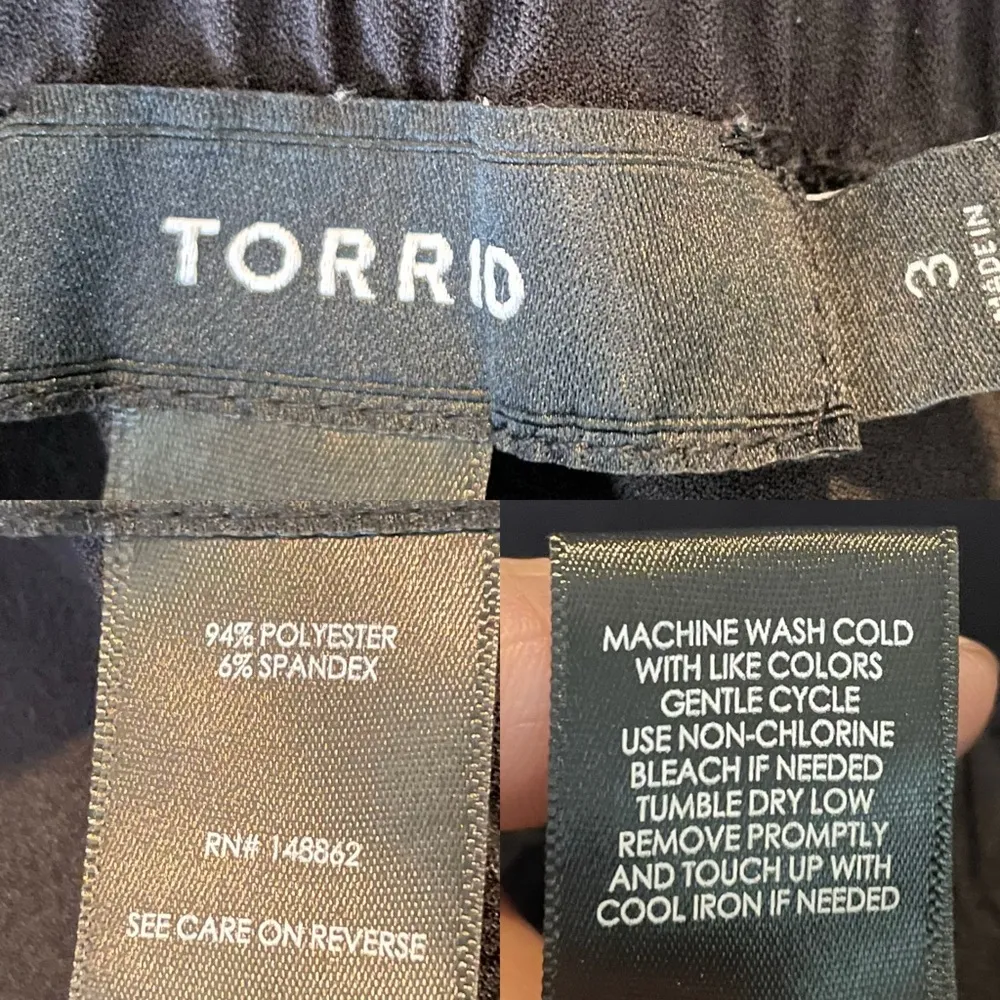 TORRID
3
MADE IN
94% POLYESTER
6% SPANDEX
RN# 148862
SEE CARE ON REVERSE
MACHINE WASH COLD
WITH LIKE COLORS
GENTLE CYCLE
USE NON-CHLORINE
BLEACH IF NEEDED
TUMBLE DRY LOW
REMOVE PROMPTLY
AND TOUCH UP WITH
COOL IRON IF NEEDED